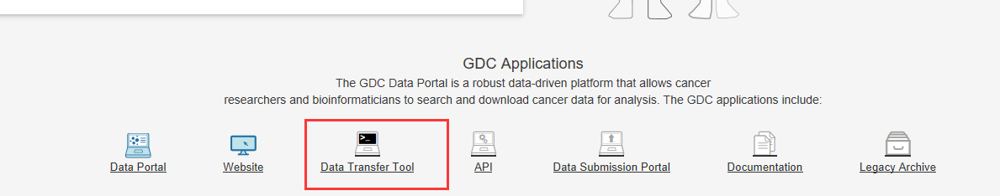 GDC Applications
The GDC Data Portal is a robust data-driven platform that allows cancer
researchers and bioinformaticians to search and download cancer data for analysis. The GDC applications include:
>_
Data Portal Website Data Transfer Tool API Data Submission Portal Documentation Legacy Archive